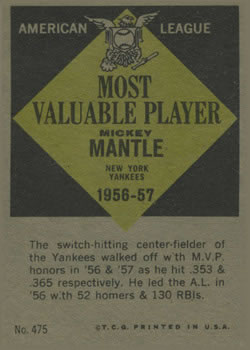 AMERICAN LEAGUE
MOST
VALUABLE PLAYER
MICKEY
MANTLE
NEW YORK
YANKEES
1956-57
The switch-hitting center-fielder of
the Yankees walked off with M.V.P.
honors in '56 & '57 as he hit .353 &
.365 respectively. He led the A.L. in
'56 with 52 homers & 130 RBIs.
No. 475 ©T.C.G. PRINTED IN U.S.A.